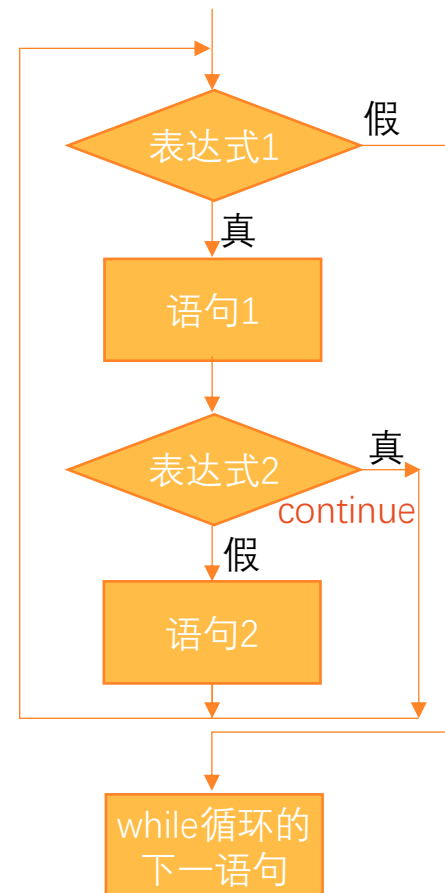 表达式1
假
真
语句1
表达式2
真
continue
假
语句2
while循环的
下一语句